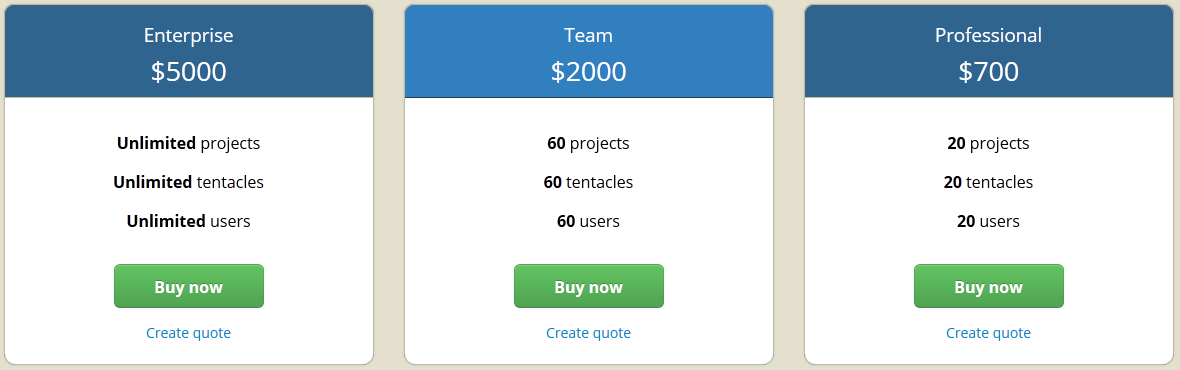 Enterprise
$5000
Unlimited projects
Unlimited tentacles
Unlimited users
Buy now
Create quote
Team
$2000
60 projects
60 tentacles
60 users
Buy now
Create quote
Professional
$700
20 projects
20 tentacles
20 users
Buy now
Create quote